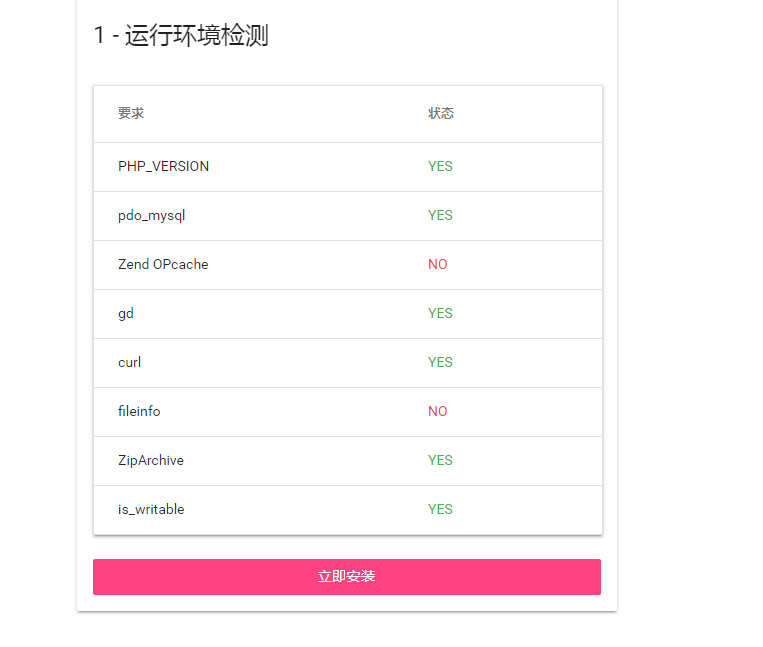 1 - 运行环境检测
要求 状态
PHP_VERSION YES
pdo_mysql YES
Zend OPcache NO
gd YES
curl YES
fileinfo NO
ZipArchive YES
is_writable YES
立即安装